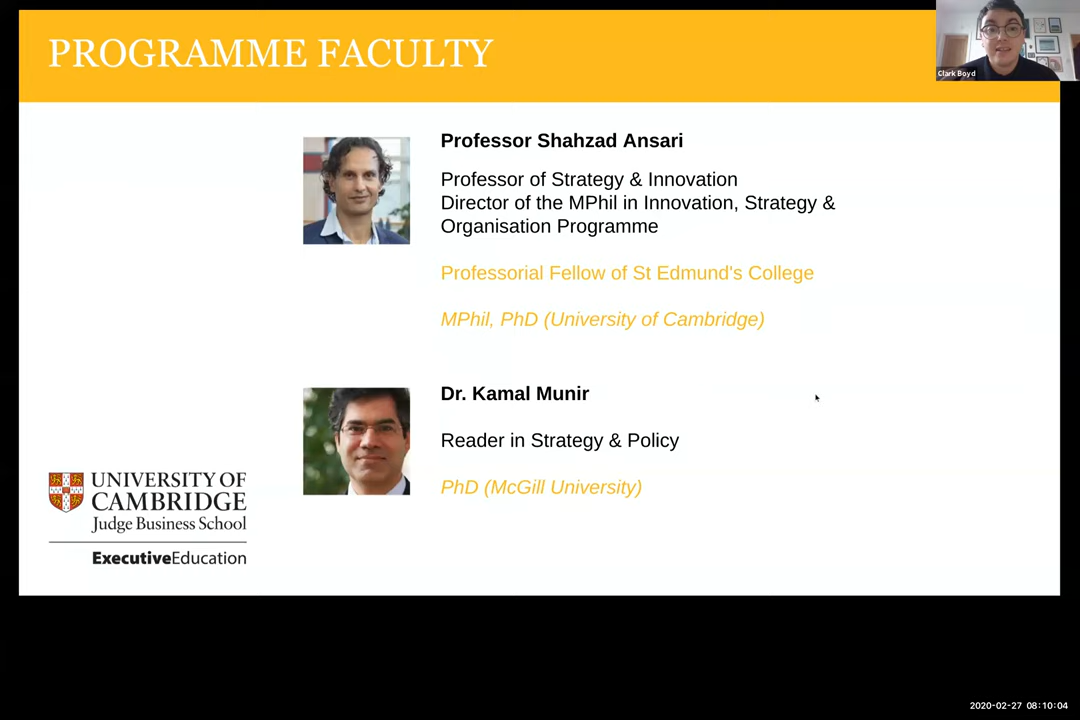 PROGRAMME FACULTY
Clark Boyd
Professor Shahzad Ansari
Professor of Strategy & Innovation
Director of the MPhil in Innovation, Strategy &
Organisation Programme
Professorial Fellow of St Edmund's College
MPhil, PhD (University of Cambridge)
Dr. Kamal Munir
Reader in Strategy & Policy
PhD (McGill University)
UNIVERSITY OF
CAMBRIDGE
Judge Business School
ExecutiveEducation
2020-02-27 08:10:04